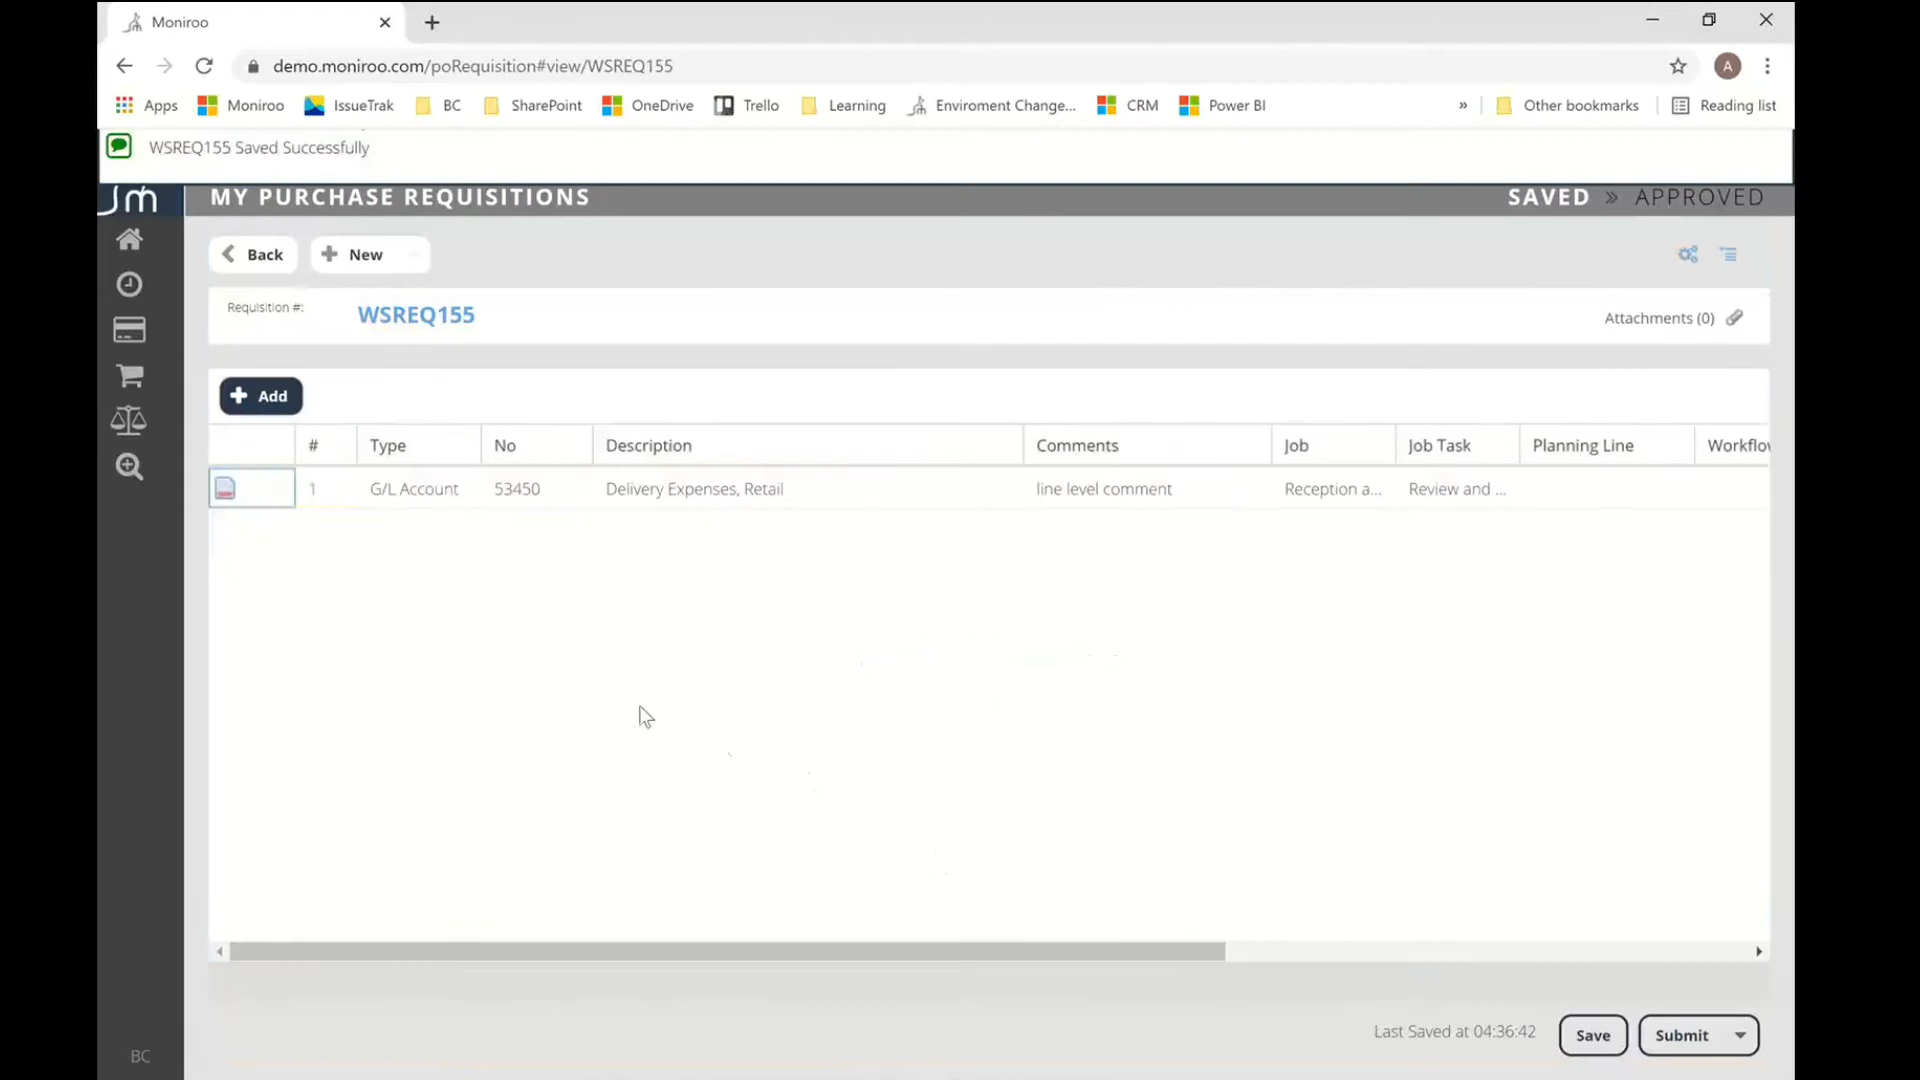 Moniroo
demo.moniroo.com/poRequisition#view/WSREQ155
A
Apps Moniroo IssueTrak BC SharePoint OneDrive Trello Learning Enviroment Change... CRM Power BI » Other bookmarks Reading list
WSREQ155 Saved Successfully
m MY PURCHASE REQUISITIONS SAVED » APPROVED
Back New
Requisition #: WSREQ155 Attachments (0)
Add
# Type No Description Comments Job Job Task Planning Line Workflow
1 G/L Account 53450 Delivery Expenses, Retail line level comment Reception a... Review and ...
Last Saved at 04:36:42 Save Submit
BC